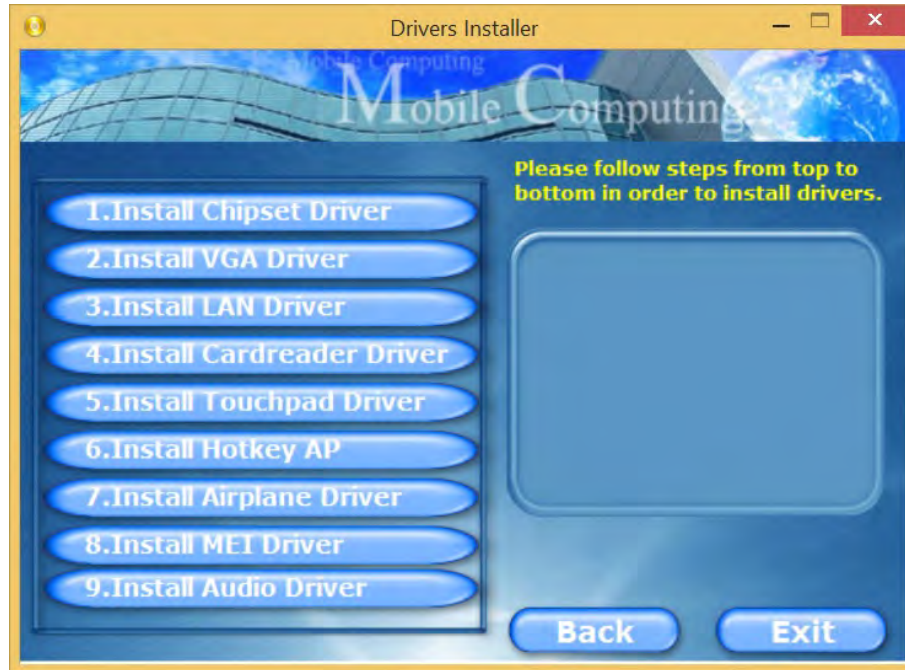 Drivers Installer
Mobile Computing
Mobile Computing
Please follow steps from top to
bottom in order to install drivers.
1.Install Chipset Driver
2.Install VGA Driver
3.Install LAN Driver
4.Install Cardreader Driver
5.Install Touchpad Driver
6.Install Hotkey AP
7.Install Airplane Driver
8.Install MEI Driver
9.Install Audio Driver
Back
Exit